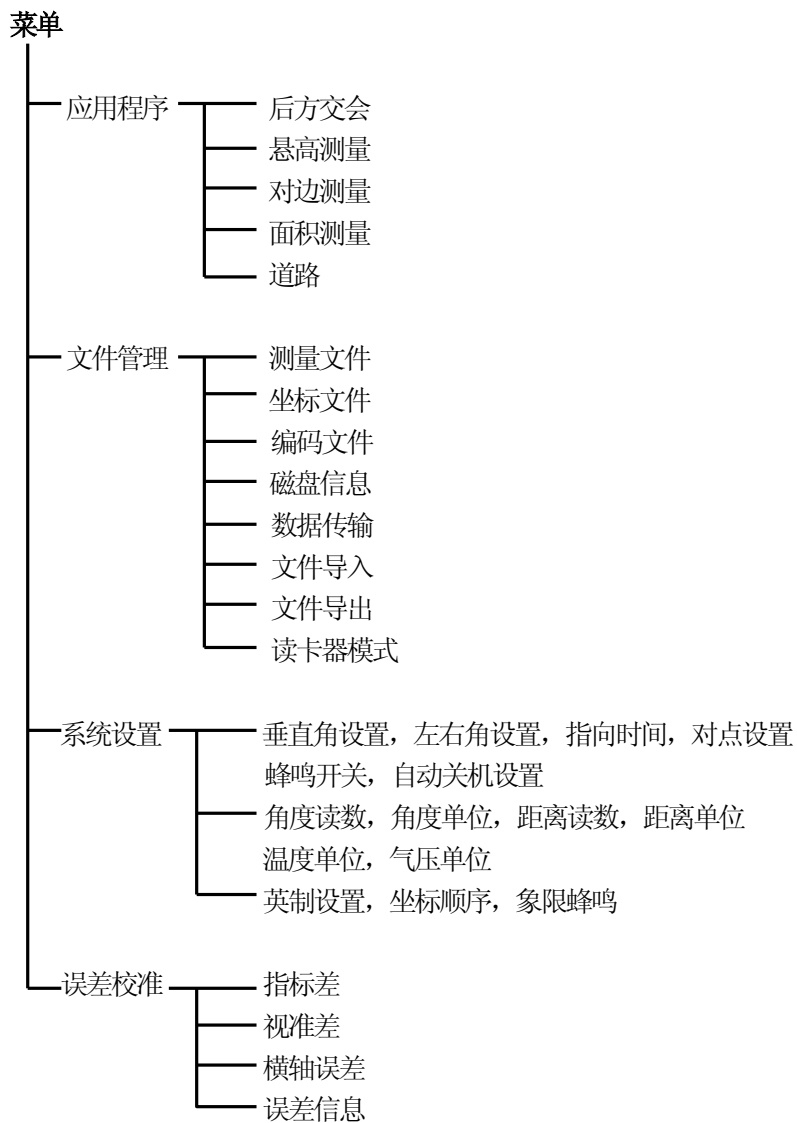 菜单
应用程序
后方交会
悬高测量
对边测量
面积测量
道路
文件管理
测量文件
坐标文件
编码文件
磁盘信息
数据传输
文件导入
文件导出
读卡器模式
系统设置
垂直角设置，左右角设置，指向时间，对点设置
蜂鸣开关，自动关机设置
角度读数，角度单位，距离读数，距离单位
温度单位，气压单位
英制设置，坐标顺序，象限蜂鸣
误差校准
指标差
视准差
横轴误差
误差信息